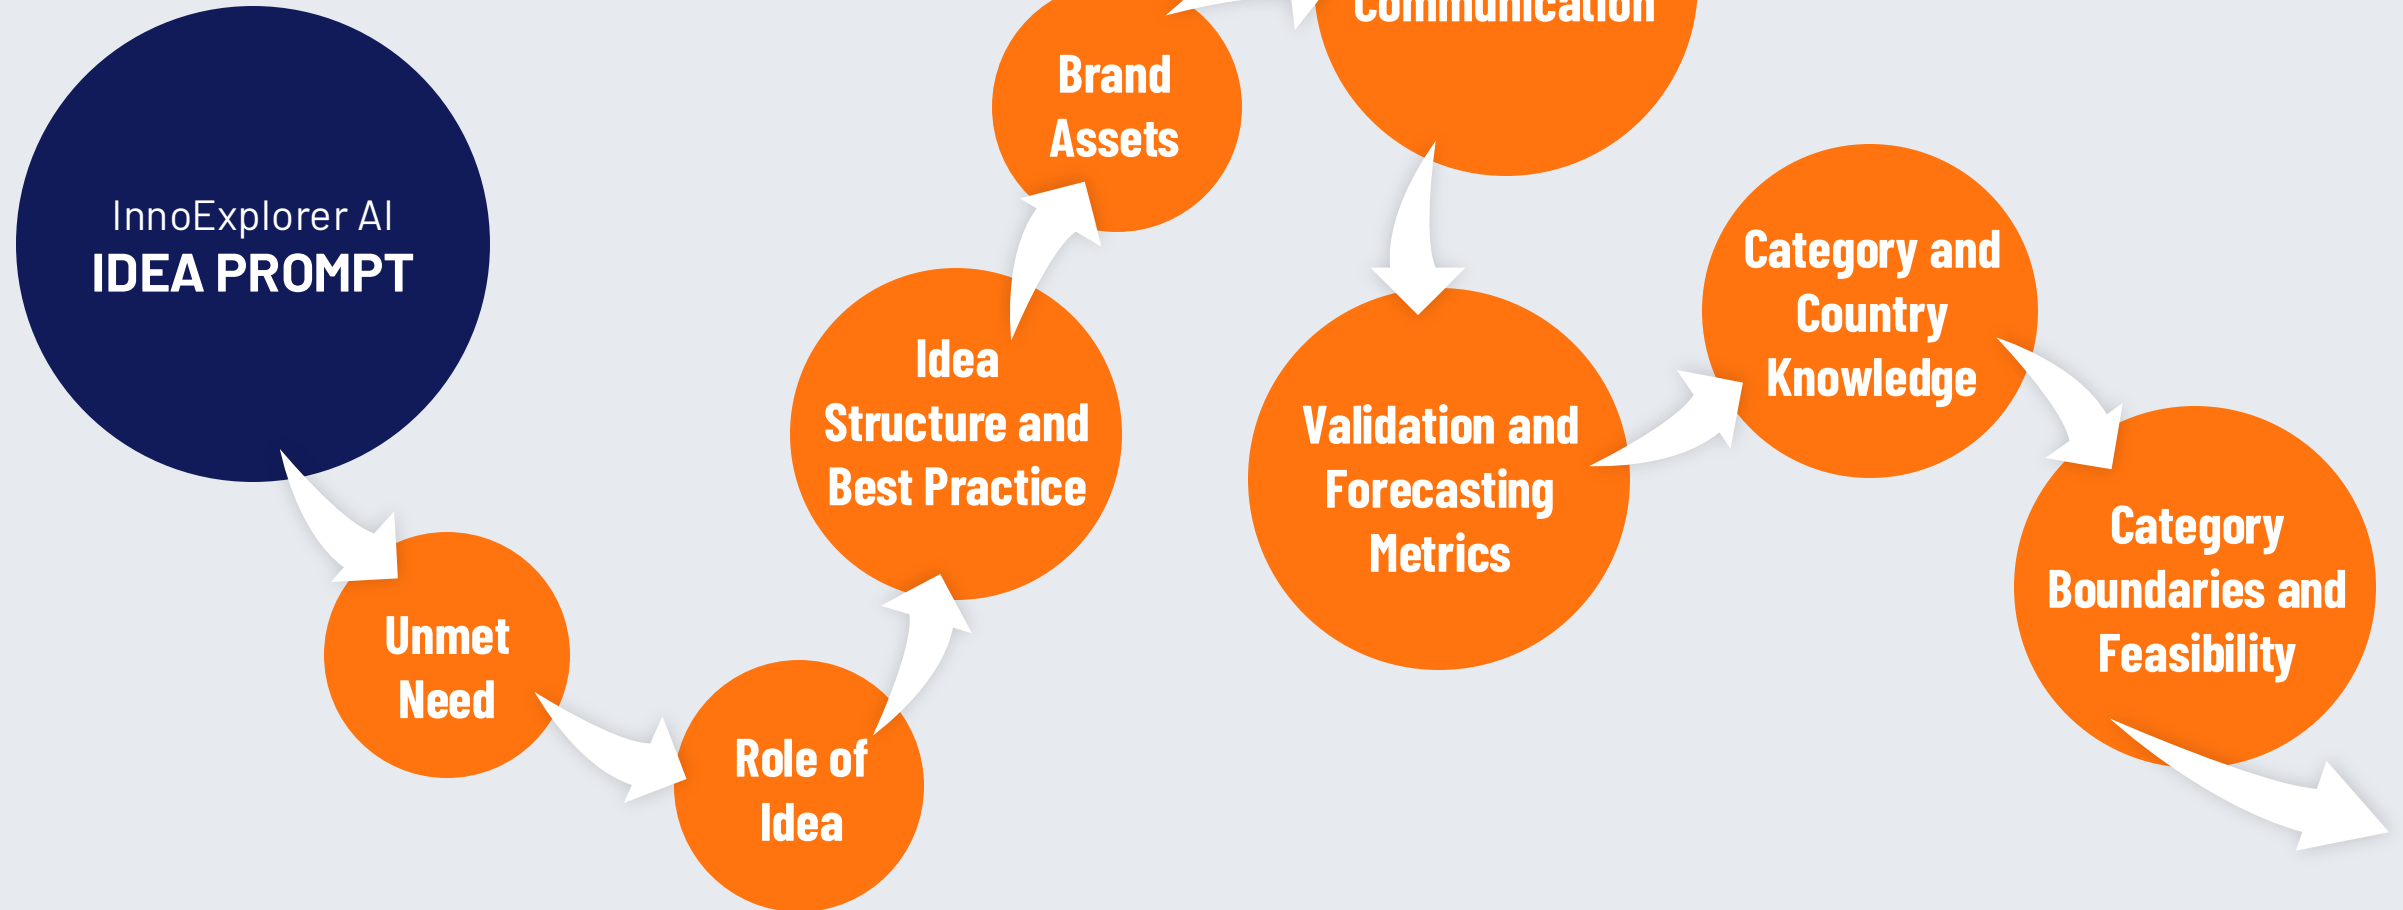 InnoExplorer AI
IDEA PROMPT
Unmet
Need
Role of
Idea
Idea
Structure and
Best Practice
Brand
Assets
Communication
Validation and
Forecasting
Metrics
Category and
Country
Knowledge
Category
Boundaries and
Feasibility